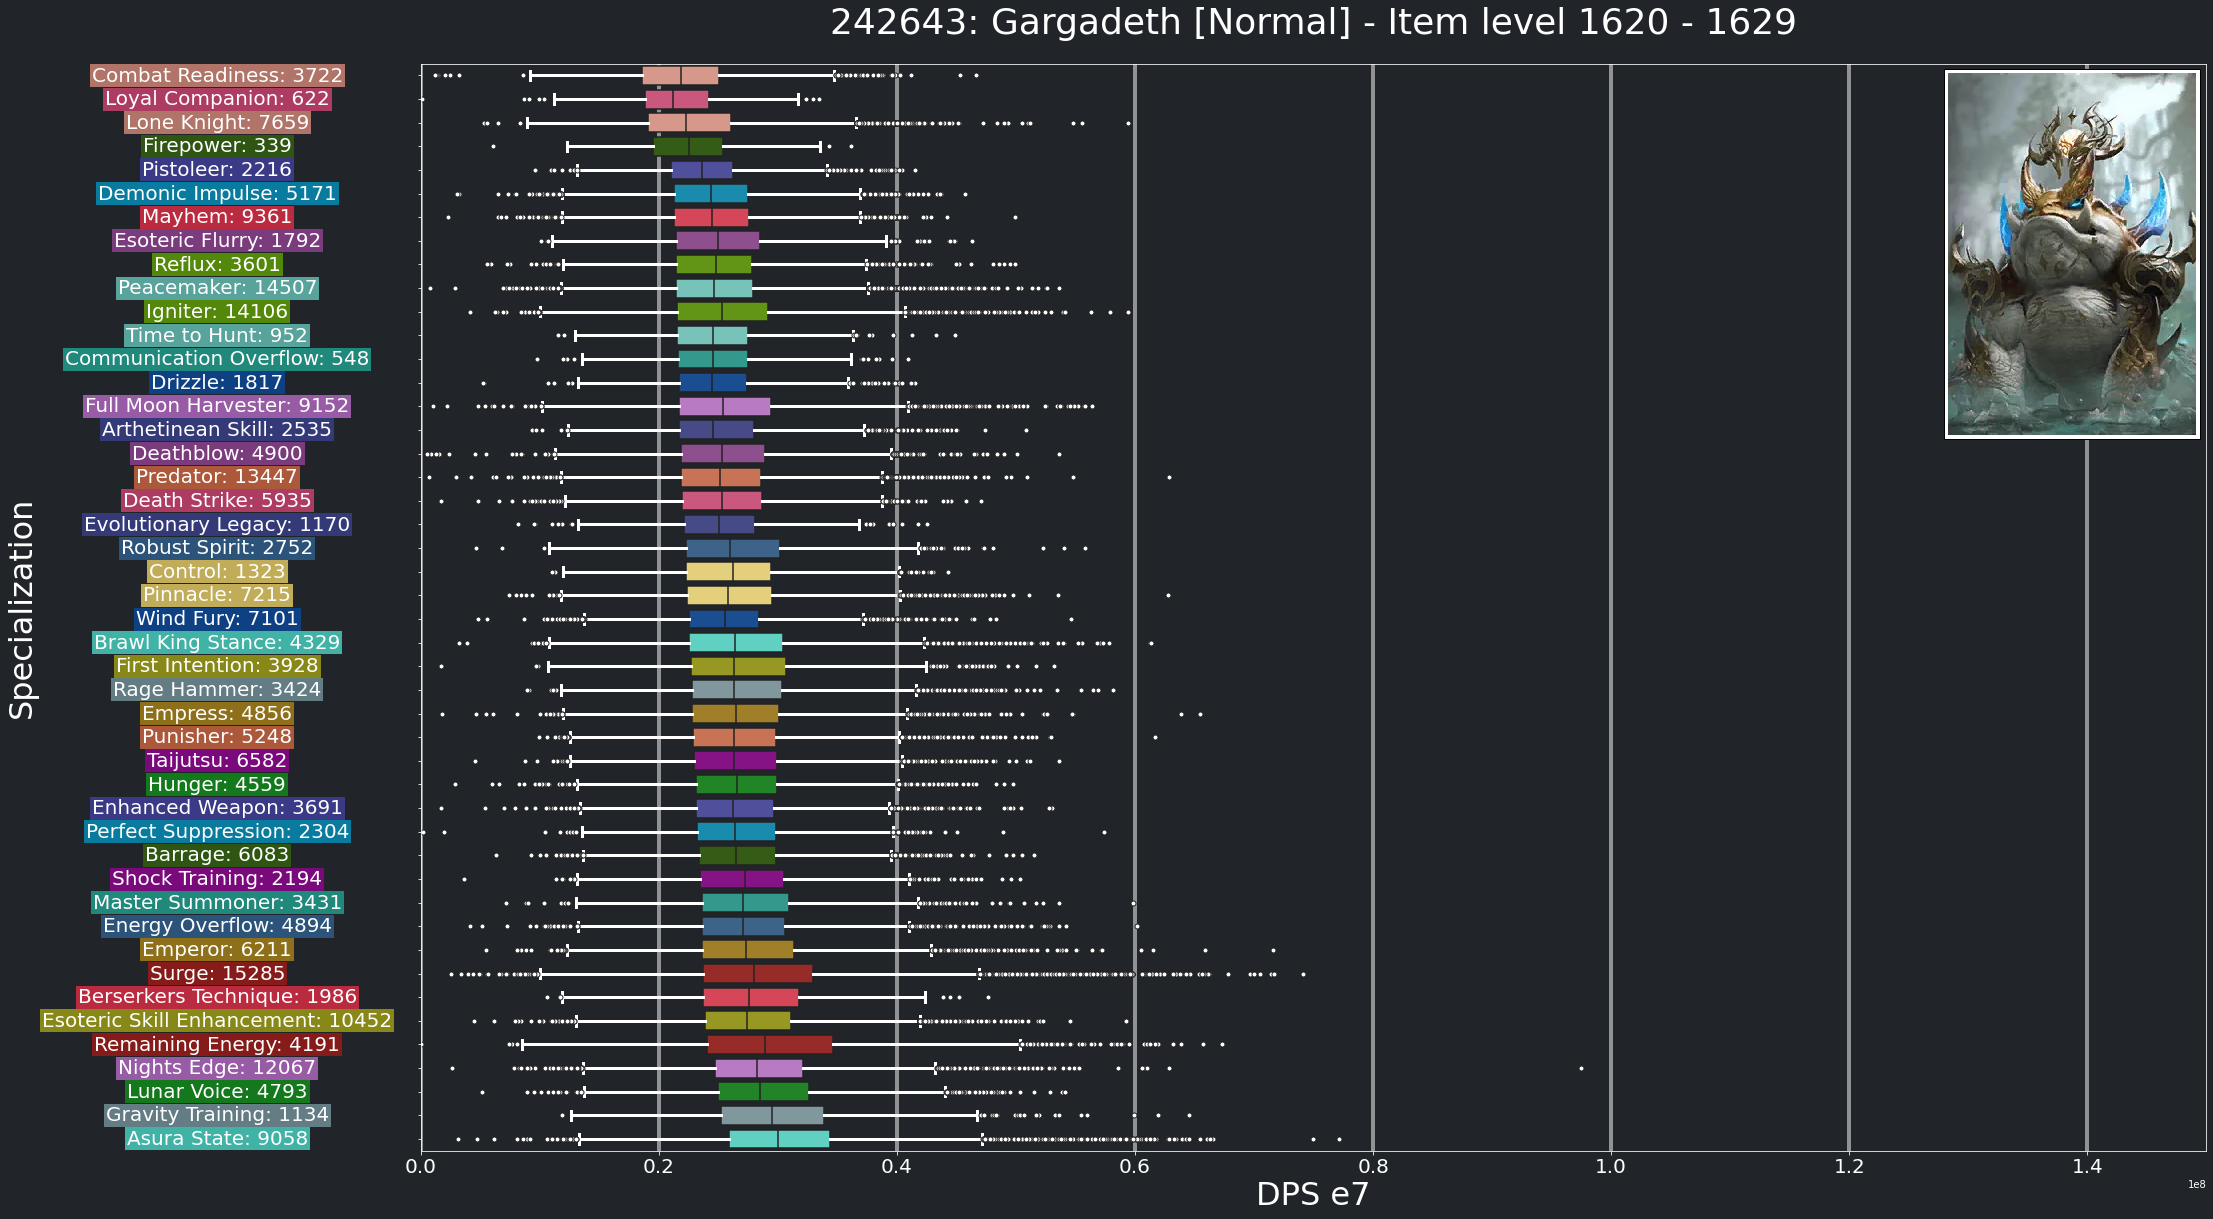 242643: Gargadeth [Normal] - Item level 1620 - 1629
Specialization
Combat Readiness: 3722
Loyal Companion: 622
Lone Knight: 7659
Firepower: 339
Pistoleer: 2216
Demonic Impulse: 5171
Mayhem: 9361
Esoteric Flurry: 1792
Reflux: 3601
Peacemaker: 14507
Igniter: 14106
Time to Hunt: 952
Communication Overflow: 548
Drizzle: 1817
Full Moon Harvester: 9152
Arthetinean Skill: 2535
Deathblow: 4900
Predator: 13447
Death Strike: 5935
Evolutionary Legacy: 1170
Robust Spirit: 2752
Control: 1323
Pinnacle: 7215
Wind Fury: 7101
Brawl King Stance: 4329
First Intention: 3928
Rage Hammer: 3424
Empress: 4856
Punisher: 5248
Taijutsu: 6582
Hunger: 4559
Enhanced Weapon: 3691
Perfect Suppression: 2304
Barrage: 6083
Shock Training: 2194
Master Summoner: 3431
Energy Overflow: 4894
Emperor: 6211
Surge: 15285
Berserkers Technique: 1986
Esoteric Skill Enhancement: 10452
Remaining Energy: 4191
Nights Edge: 12067
Lunar Voice: 4793
Gravity Training: 1134
Asura State: 9058
0.0 0.2 0.4 0.6 0.8 1.0 1.2 1.4
DPS e7
1e8